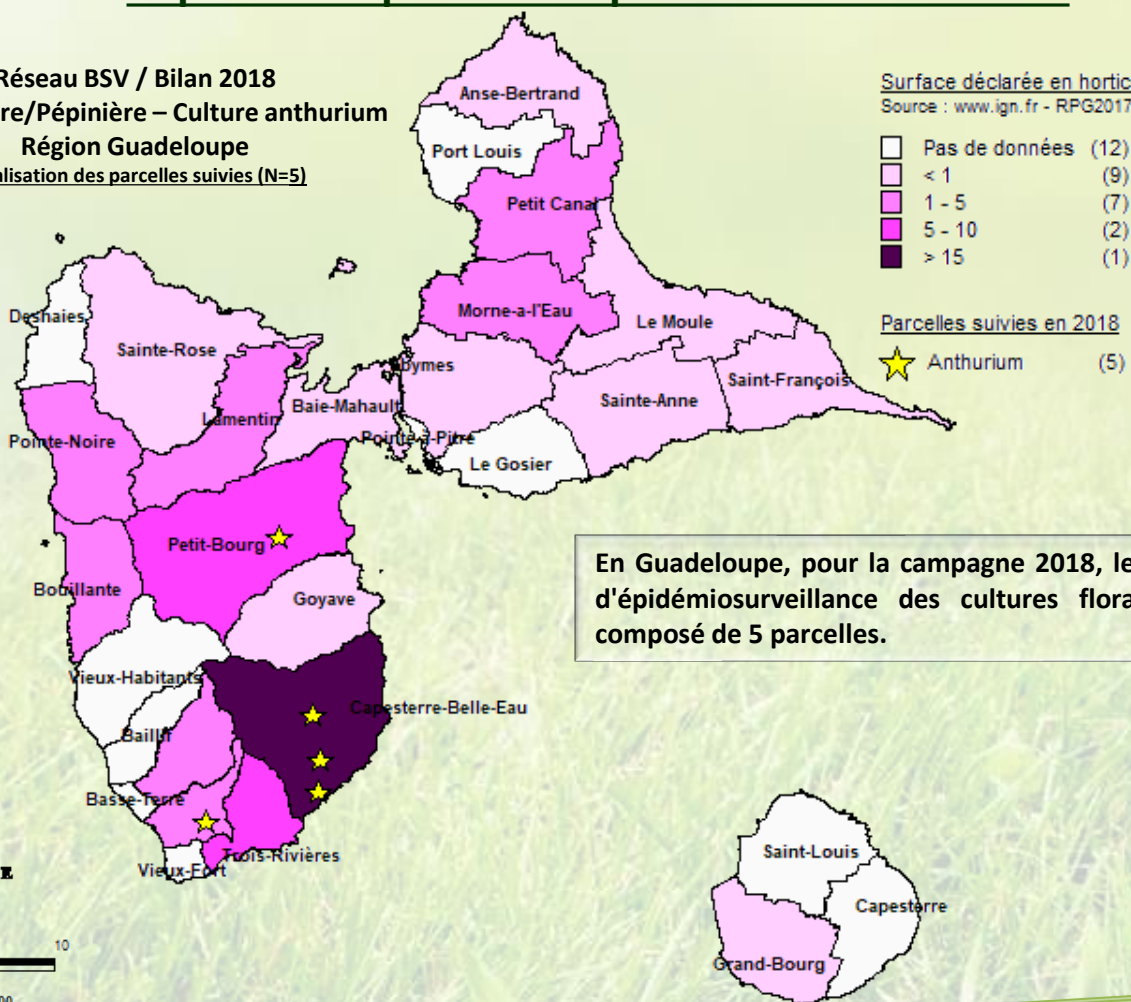 Réseau BSV / Bilan 2018
re/Pépinière – Culture anthurium
Région Guadeloupe
alisation des parcelles suivies (N=5)
Surface déclarée en hortic
Source : www.ign.fr - RPG2017
Pas de données (12)
< 1 (9)
1 - 5 (7)
5 - 10 (2)
> 15 (1)
Parcelles suivies en 2018
Anthurium (5)
Anse-Bertrand
Port Louis
Petit Canal
Morne-a-l'Eau
Le Moule
Deshaies
Sainte-Rose
Abymes
Saint-François
Lamentin
Baie-Mahault
Sainte-Anne
Pointe-Noire
Pointe-à-Pitre
Le Gosier
Petit-Bourg
Bouillante
Goyave
En Guadeloupe, pour la campagne 2018, le
d'épidémiosurveillance des cultures flora
composé de 5 parcelles.
Vieux-Habitants
Capesterre-Belle-Eau
Baillif
Basse-Terre
Trois-Rivières
Vieux-Fort
Saint-Louis
Capesterre
Grand-Bourg
E
10